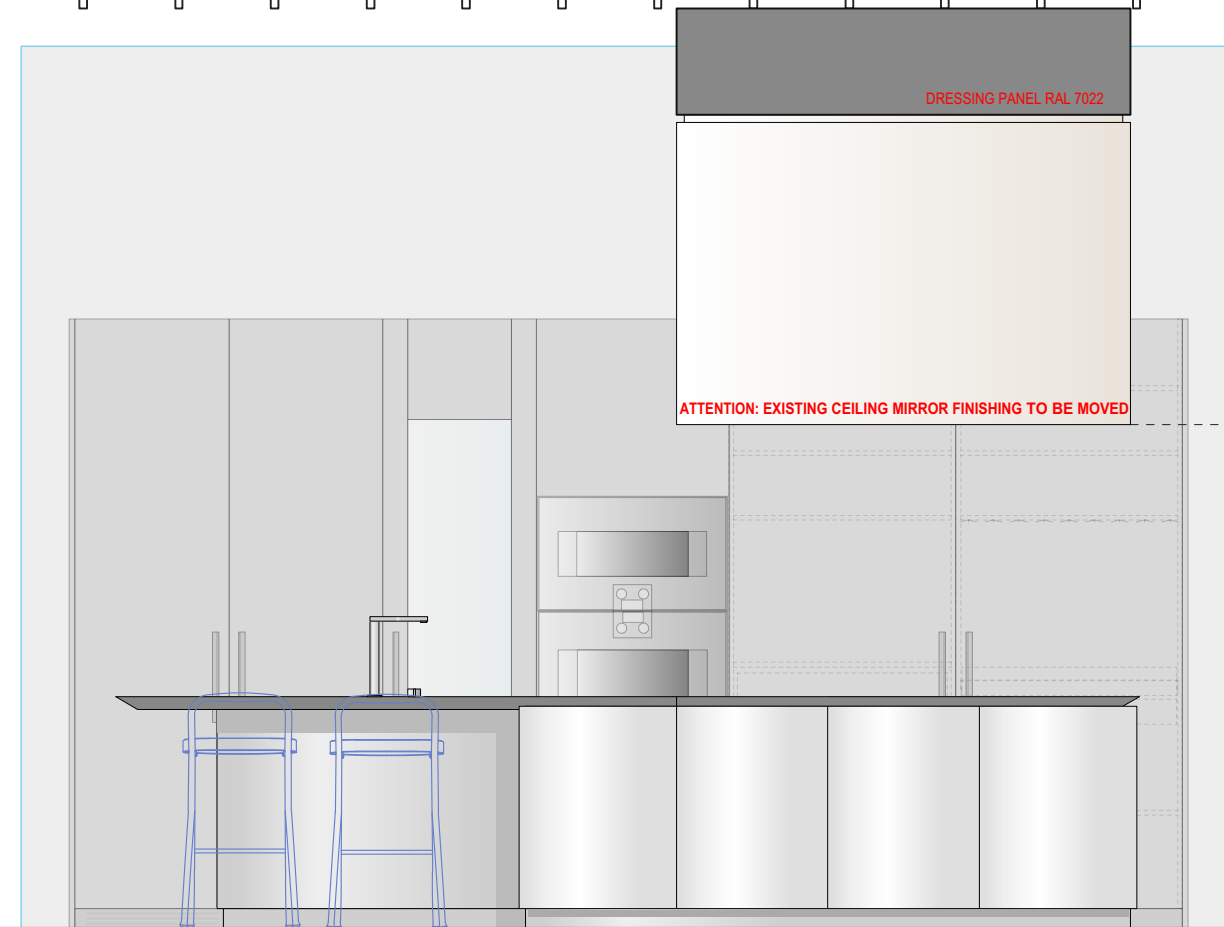 DRESSING PANEL RAL 7022
ATTENTION: EXISTING CEILING MIRROR FINISHING TO BE MOVED